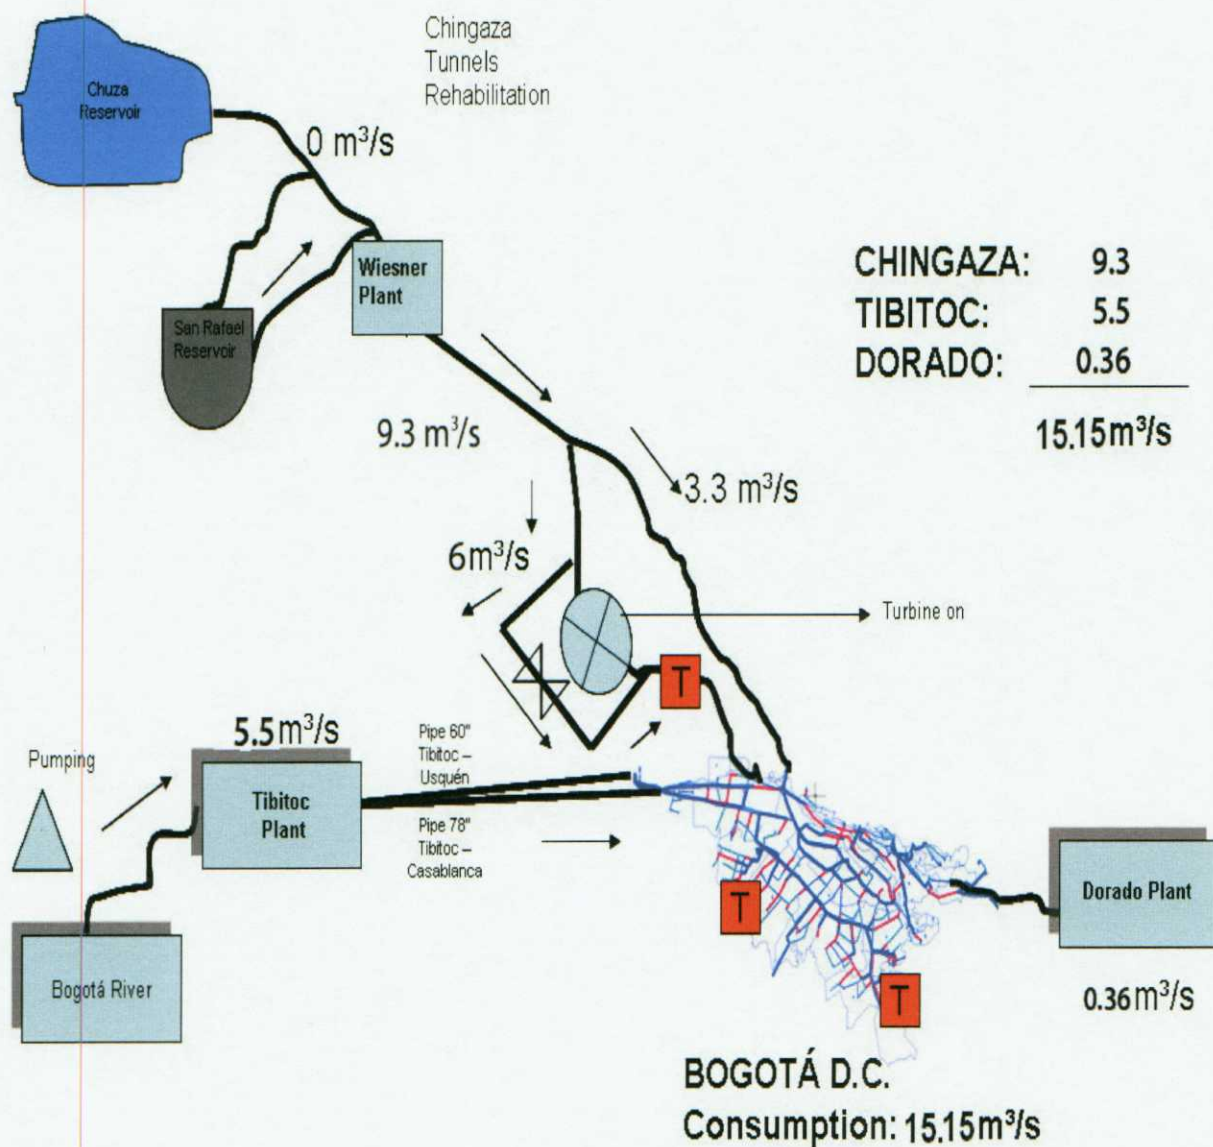 Chingaza
Tunnels
Rehabilitation
Chuza
Reservoir
0 m³/s
Wiesner
Plant
San Rafael
Reservoir
CHINGAZA: 9.3
TIBITOC: 5.5
DORADO: 0.36
15.15m³/s
9.3 m³/s
3.3 m³/s
6m³/s
Turbine on
T
5.5m³/s
Pumping
Pipe 60"
Tibitoc –
Usquén
Tibitoc
Plant
Pipe 78"
Tibitoc –
Casablanca
T
Dorado Plant
Bogotá River
T
0.36m³/s
BOGOTÁ D.C.
Consumption: 15.15m³/s